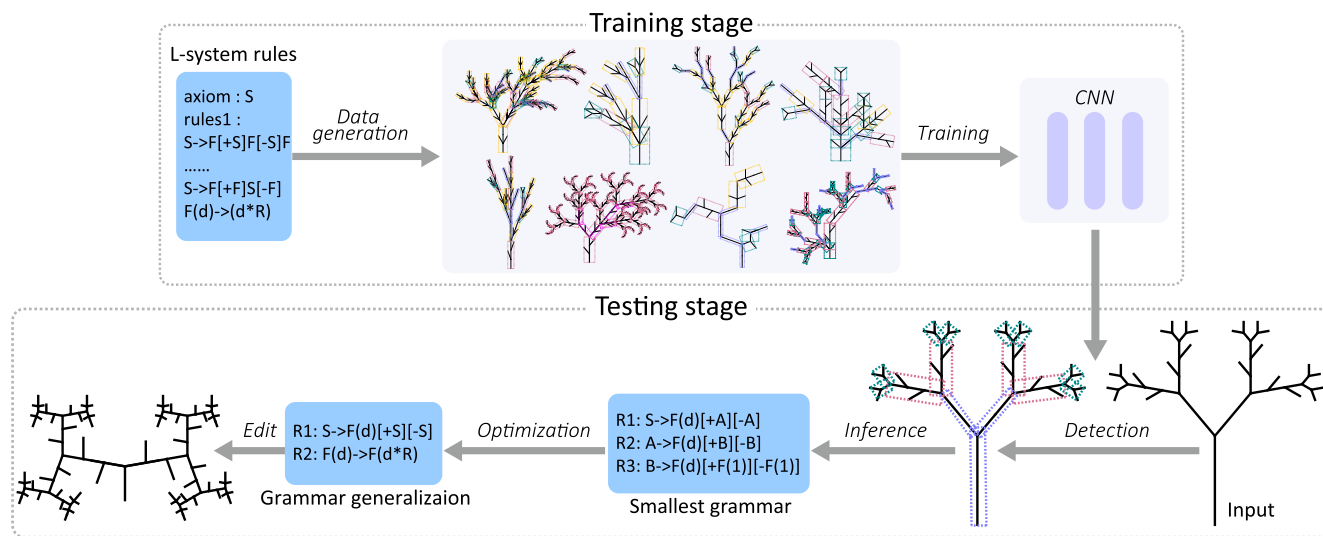 Training stage
L-system rules
axiom : S
rules1 :
S->F[+S]F[-S]F
......
S->F[+F]S[-F]
F(d)->(d*R)
Data
generation
Training
CNN
Testing stage
Edit
R1: S->F(d)[+S][-S]
R2: F(d)->F(d*R)
Grammar generalizaion
Optimization
R1: S->F(d)[+A][-A]
R2: A->F(d)[+B][-B]
R3: B->F(d)[+F(1)][-F(1)]
Smallest grammar
Inference
Detection
Input